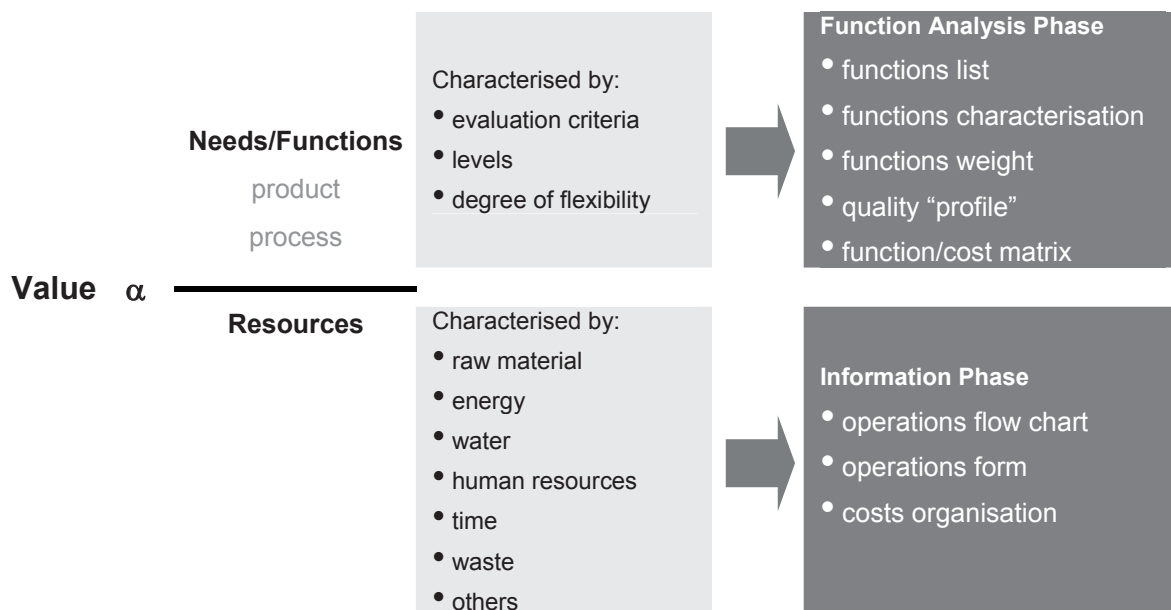 Value α
Needs/Functions
product
process
Resources
Characterised by:
• evaluation criteria
• levels
• degree of flexibility
Function Analysis Phase
• functions list
• functions characterisation
• functions weight
• quality “profile”
• function/cost matrix
Characterised by:
• raw material
• energy
• water
• human resources
• time
• waste
• others
Information Phase
• operations flow chart
• operations form
• costs organisation